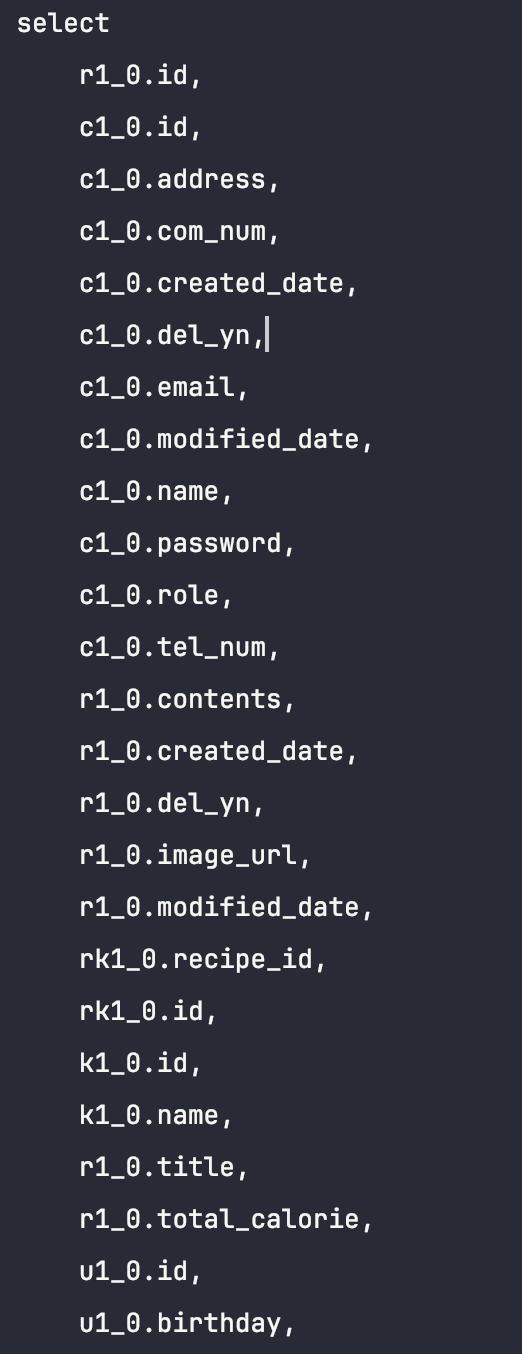 select
r1_0.id,
c1_0.id,
c1_0.address,
c1_0.com_num,
c1_0.created_date,
c1_0.del_yn,
c1_0.email,
c1_0.modified_date,
c1_0.name,
c1_0.password,
c1_0.role,
c1_0.tel_num,
r1_0.contents,
r1_0.created_date,
r1_0.del_yn,
r1_0.image_url,
r1_0.modified_date,
rk1_0.recipe_id,
rk1_0.id,
k1_0.id,
k1_0.name,
r1_0.title,
r1_0.total_calorie,
u1_0.id,
u1_0.birthday,